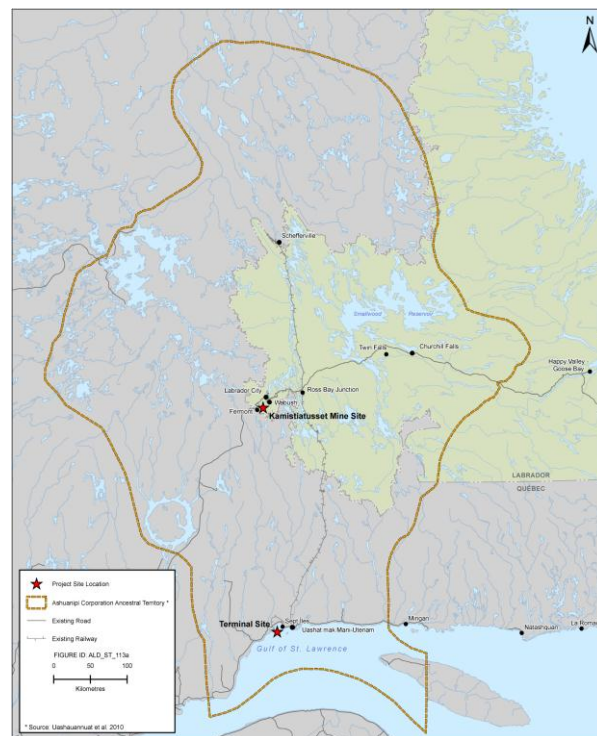 N
Schefferville
Smallwood Reservoir
Twin Falls
Churchill Falls
Happy Valley
Goose Bay
Labrador City
Wabush
Ross Bay Junction
Fermont
Kamistiatusset Mine Site
LABRADOR
QUÉBEC
Terminal Site
Sept Iles
Uashat mak Mani-Utenam
Mingan
Natashquan
La Romaine
Gulf of St. Lawrence
Project Site Location
Ashuanipi Corporation Ancestral Territory *
Existing Road
Existing Railway
FIGURE ID: ALD_ST_113a
0 50 100
Kilometres
* Source: Uashaunnuat et al. 2010